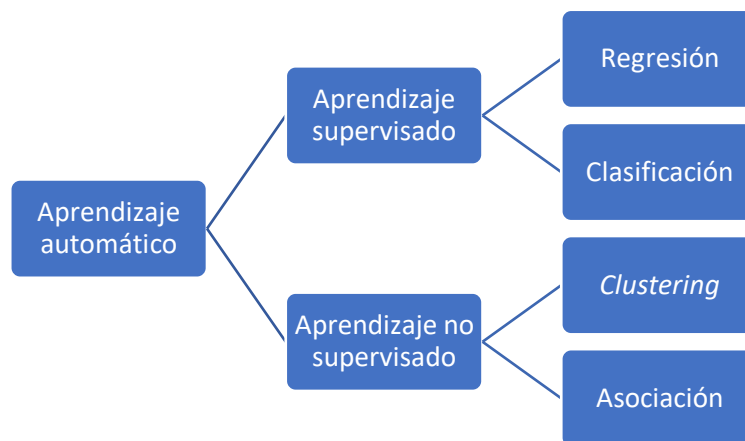 Aprendizaje
automático
Aprendizaje
supervisado
Regresión
Clasificación
Aprendizaje no
supervisado
Clustering
Asociación